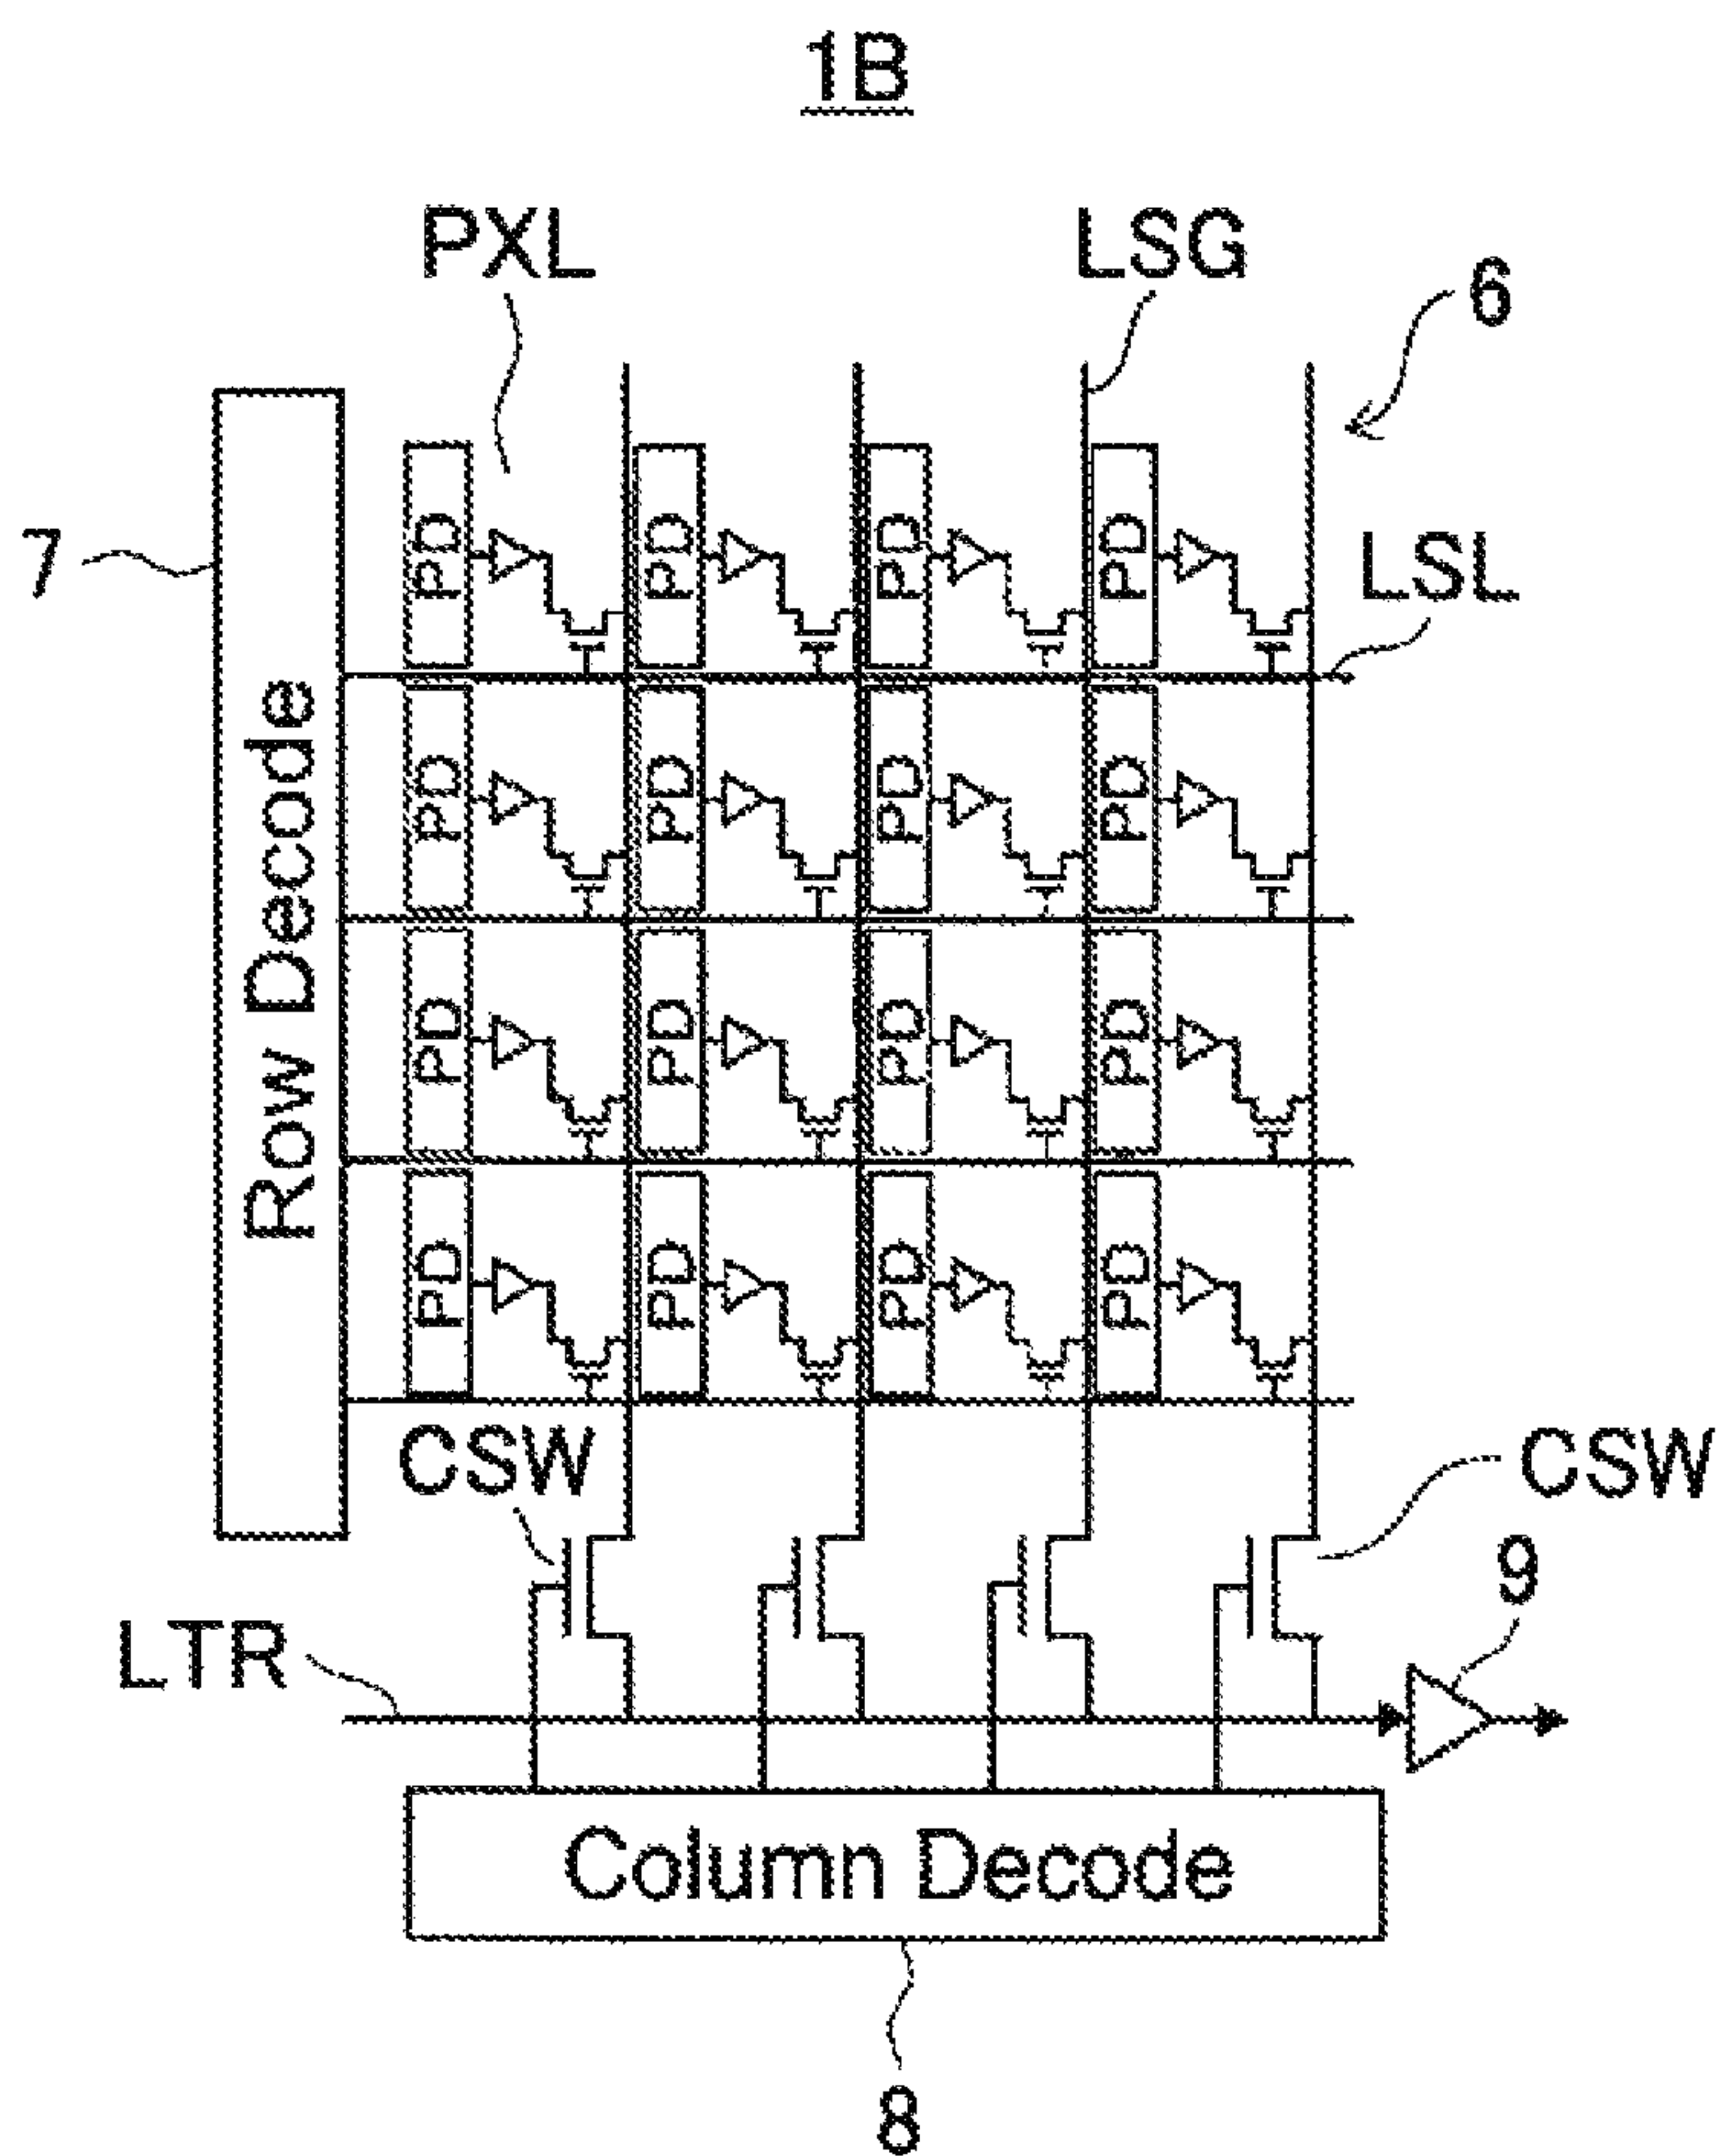 1B
PXL
LSG
6
7
PD PD PD PD
LSL
Row Decode
PD PD PD PD
PD PD PD PD
PD PD PD PD
CSW
CSW
9
LTR
Column Decode
8